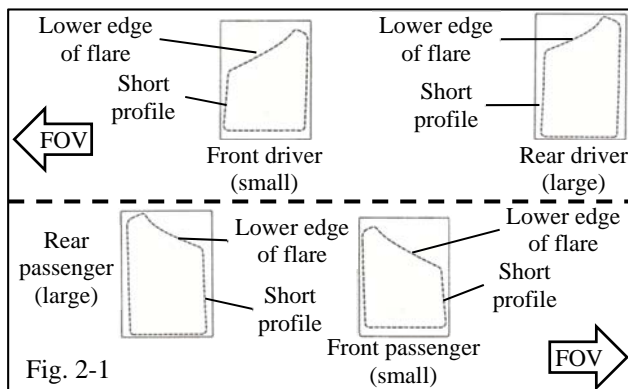 Lower edge
of flare
Short
profile
FOV
Front driver
(small)
Lower edge
of flare
Short
profile
Rear driver
(large)
Rear
passenger
(large)
Lower edge
of flare
Short
profile
Front passenger
(small)
Lower edge
of flare
Short
profile
FOV
Fig. 2-1